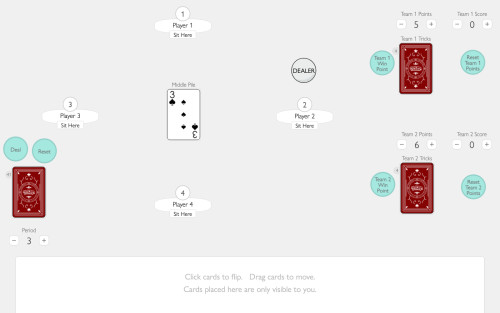 1
Player 1
Sit Here
Team 1 Points
− 5 +
Team 1 Score
− 0 +
Team 1 Tricks
Team 1
Win
Point
Reset
Team 1
Points
DEALER
Middle Pile
3
3
3
Player 3
Sit Here
2
Player 2
Sit Here
Deal
Reset
Team 2 Points
− 6 +
Team 2 Score
− 0 +
Team 2 Tricks
Team 2
Win
Point
Reset
Team 2
Points
4
Player 4
Sit Here
Period
− 3 +
Click cards to flip. Drag cards to move.
Cards placed here are only visible to you.